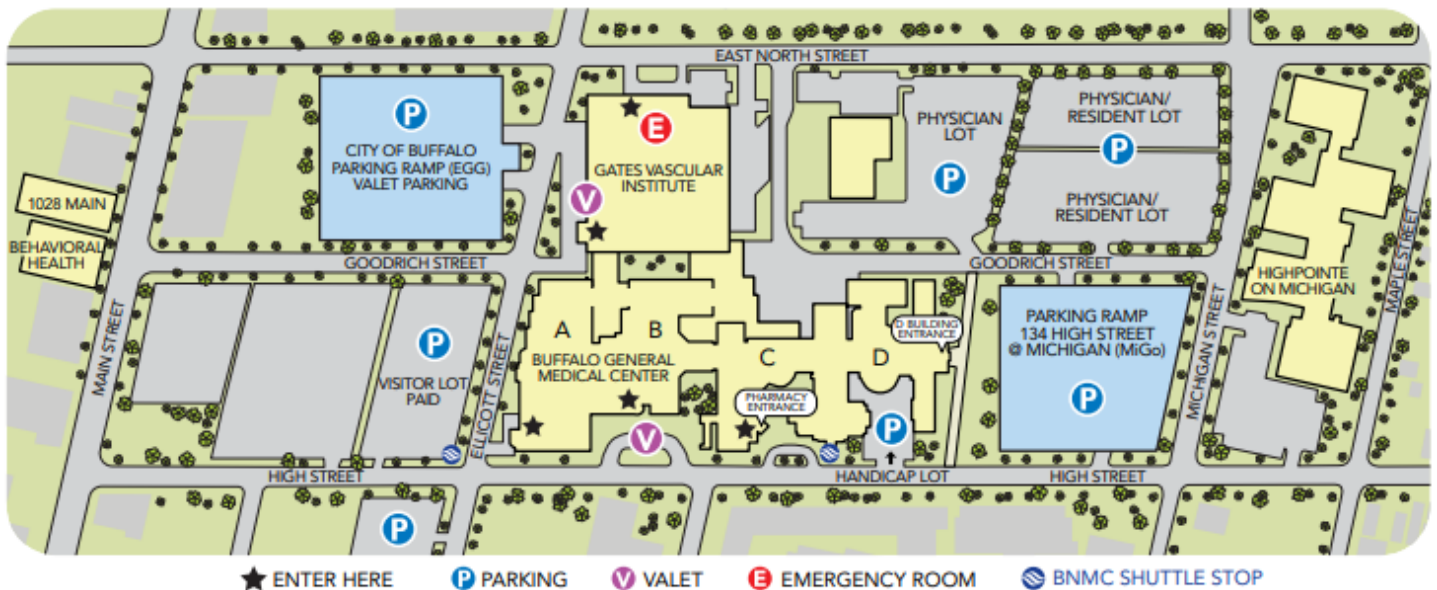 EAST NORTH STREET
P
CITY OF BUFFALO
PARKING RAMP (EGG)
VALET PARKING
E
GATES VASCULAR
INSTITUTE
V
PHYSICIAN
LOT
P
PHYSICIAN/
RESIDENT LOT
P
PHYSICIAN/
RESIDENT LOT
1028 MAIN
BEHAVIORAL
HEALTH
GOODRICH STREET
GOODRICH STREET
HIGHPOINTE
ON MICHIGAN
MAPLE STREET
MAIN STREET
P
VISITOR LOT
PAID
ELLICOTT STREET
A
B
BUFFALO GENERAL
MEDICAL CENTER
C
D
D BUILDING
ENTRANCE
PHARMACY
ENTRANCE
PARKING RAMP
134 HIGH STREET
@ MICHIGAN (MiGo)
P
MICHIGAN STREET
V
P
HIGH STREET
HANDICAP LOT
HIGH STREET
P
ENTER HERE
P PARKING
V VALET
E EMERGENCY ROOM
BNMC SHUTTLE STOP